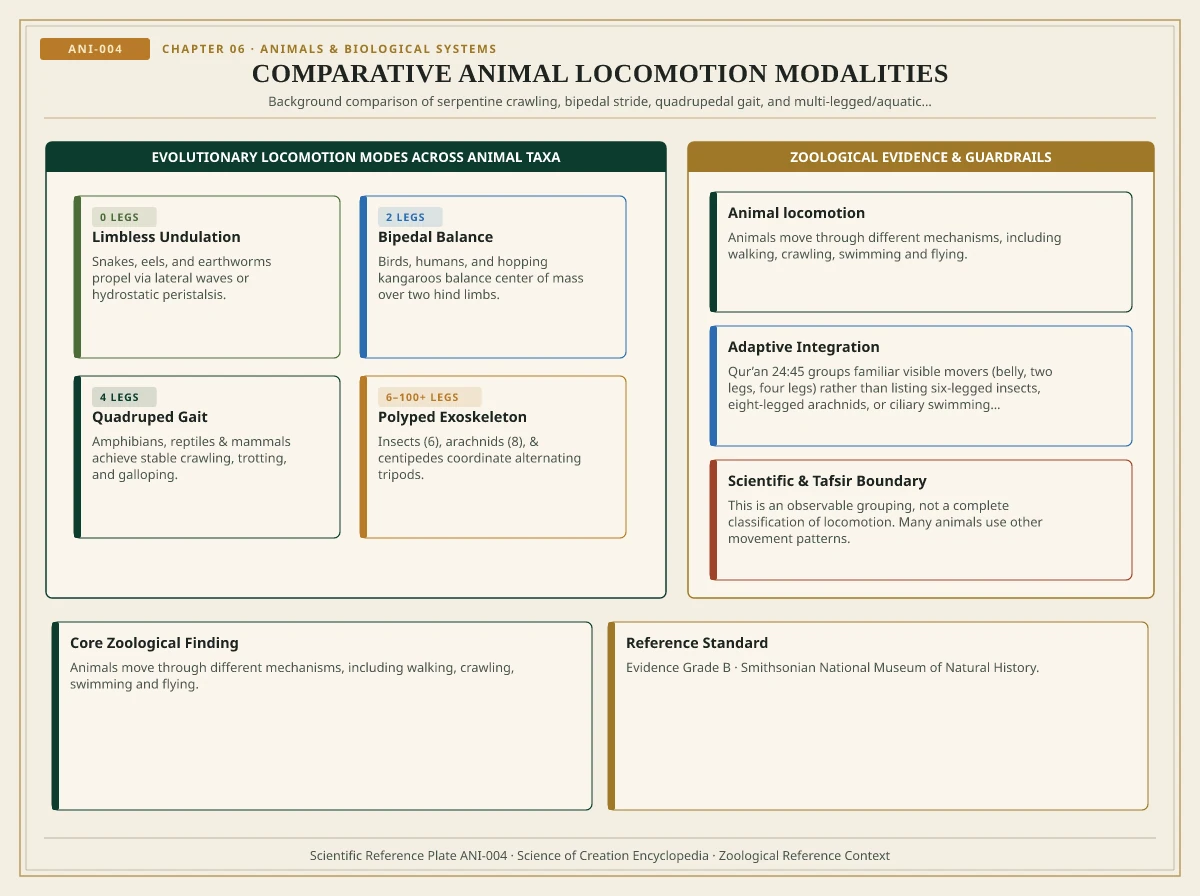 ANI-004
CHAPTER 06 · ANIMALS & BIOLOGICAL SYSTEMS
COMPARATIVE ANIMAL LOCOMOTION MODALITIES
Background comparison of serpentine crawling, bipedal stride, quadrupedal gait, and multi-legged/aquatic...
EVOLUTIONARY LOCOMOTION MODES ACROSS ANIMAL TAXA
0 LEGS
Limbless Undulation
Snakes, eels, and earthworms
propel via lateral waves or
hydrostatic peristalsis.
2 LEGS
Bipedal Balance
Birds, humans, and hopping
kangaroos balance center of mass
over two hind limbs.
4 LEGS
Quadruped Gait
Amphibians, reptiles & mammals
achieve stable crawling, trotting,
and galloping.
6–100+ LEGS
Polyped Exoskeleton
Insects (6), arachnids (8), &
centipedes coordinate alternating
tripods.
ZOOLOGICAL EVIDENCE & GUARDRAILS
Animal locomotion
Animals move through different mechanisms, including
walking, crawling, swimming and flying.
Adaptive Integration
Qur’an 24:45 groups familiar visible movers (belly, two
legs, four legs) rather than listing six-legged insects,
eight-legged arachnids, or ciliary swimming...
Scientific & Tafsir Boundary
This is an observable grouping, not a complete
classification of locomotion. Many animals use other
movement patterns.
Core Zoological Finding
Animals move through different mechanisms, including walking, crawling,
swimming and flying.
Reference Standard
Evidence Grade B · Smithsonian National Museum of Natural History.
Scientific Reference Plate ANI-004 · Science of Creation Encyclopedia · Zoological Reference Context